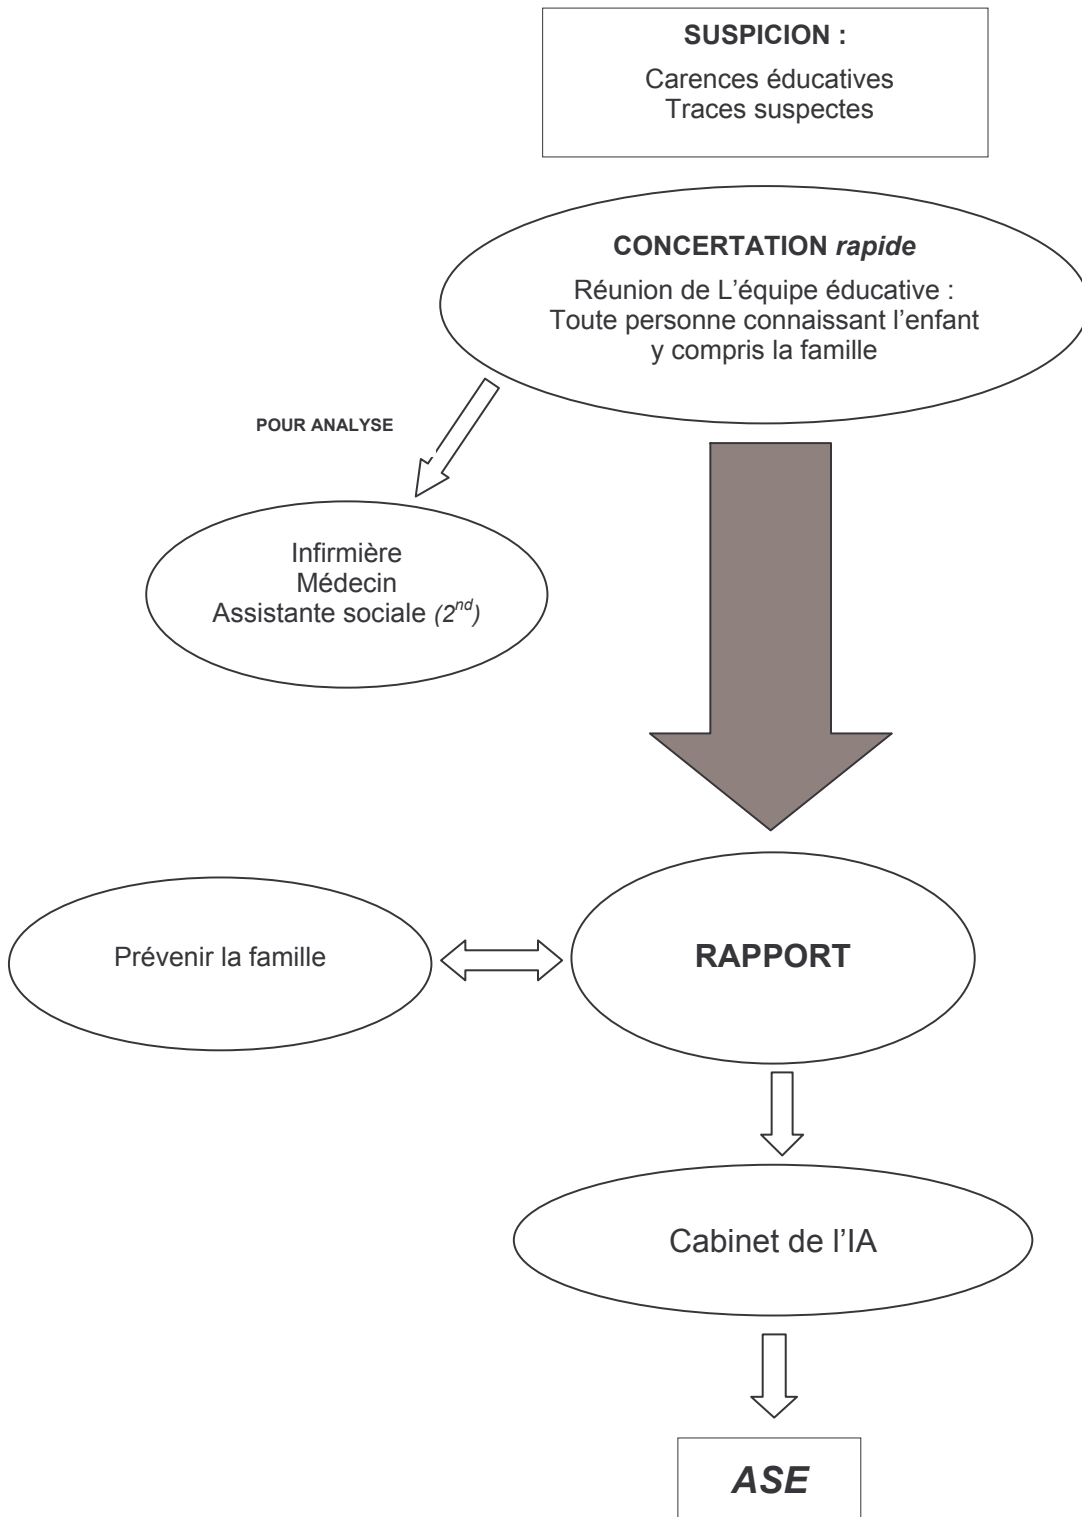 SUSPICION :
Carences éducatives
Traces suspectes
CONCERTATION rapide
Réunion de L’équipe éducative :
Toute personne connaissant l’enfant
y compris la famille
POUR ANALYSE
Infirmière
Médecin
Assistante sociale (2nd)
Prévenir la famille
RAPPORT
Cabinet de l’IA
ASE